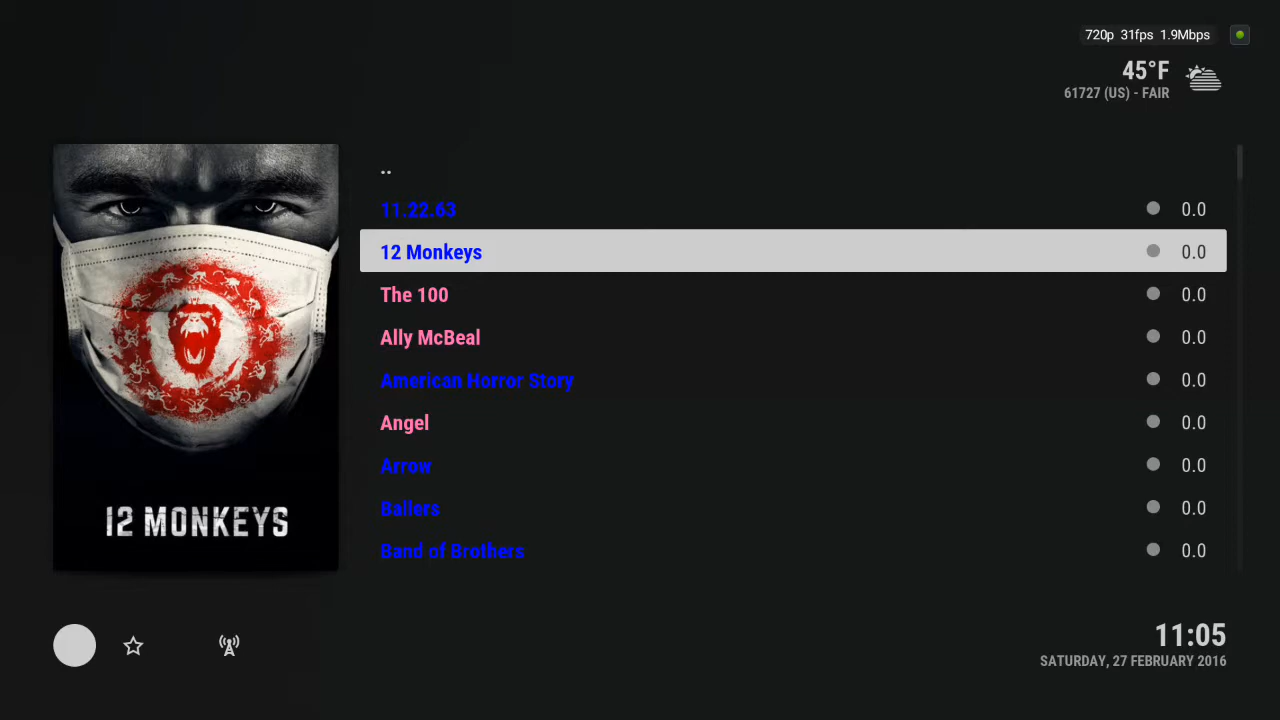 720p 31fps 1.9Mbps
45°F
61727 (US) - FAIR
..
11.22.63 0.0
12 Monkeys 0.0
The 100 0.0
Ally McBeal 0.0
American Horror Story 0.0
Angel 0.0
Arrow 0.0
Ballers 0.0
Band of Brothers 0.0
12 MONKEYS
11:05
SATURDAY, 27 FEBRUARY 2016